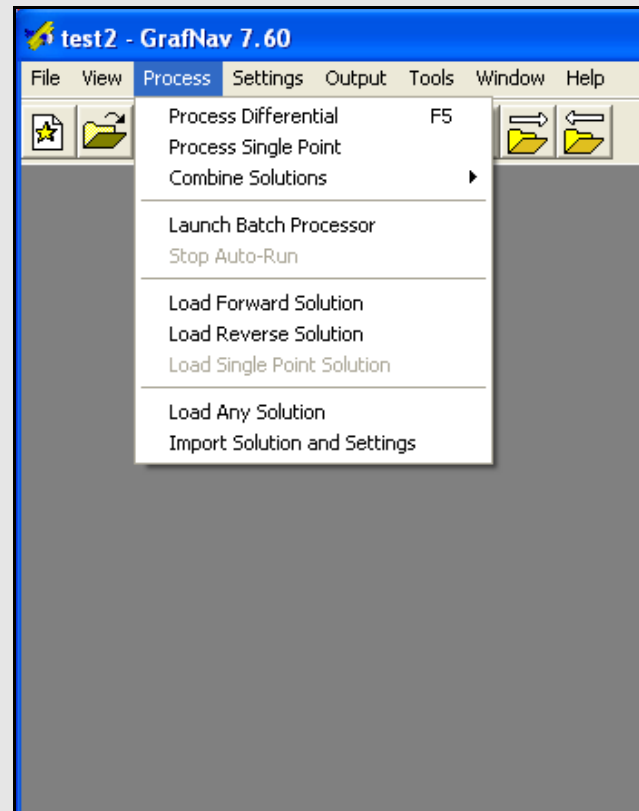 test2 - GrafNav 7.60
File View Process Settings Output Tools Window Help
Process Differential F5
Process Single Point
Combine Solutions
Launch Batch Processor
Stop Auto-Run
Load Forward Solution
Load Reverse Solution
Load Single Point Solution
Load Any Solution
Import Solution and Settings